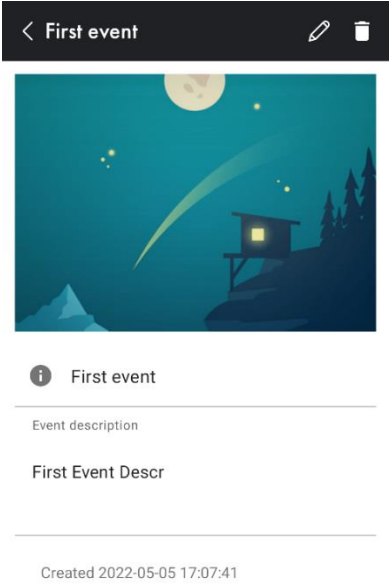 First event
First event
Event description
First Event Descr
Created 2022-05-05 17:07:41